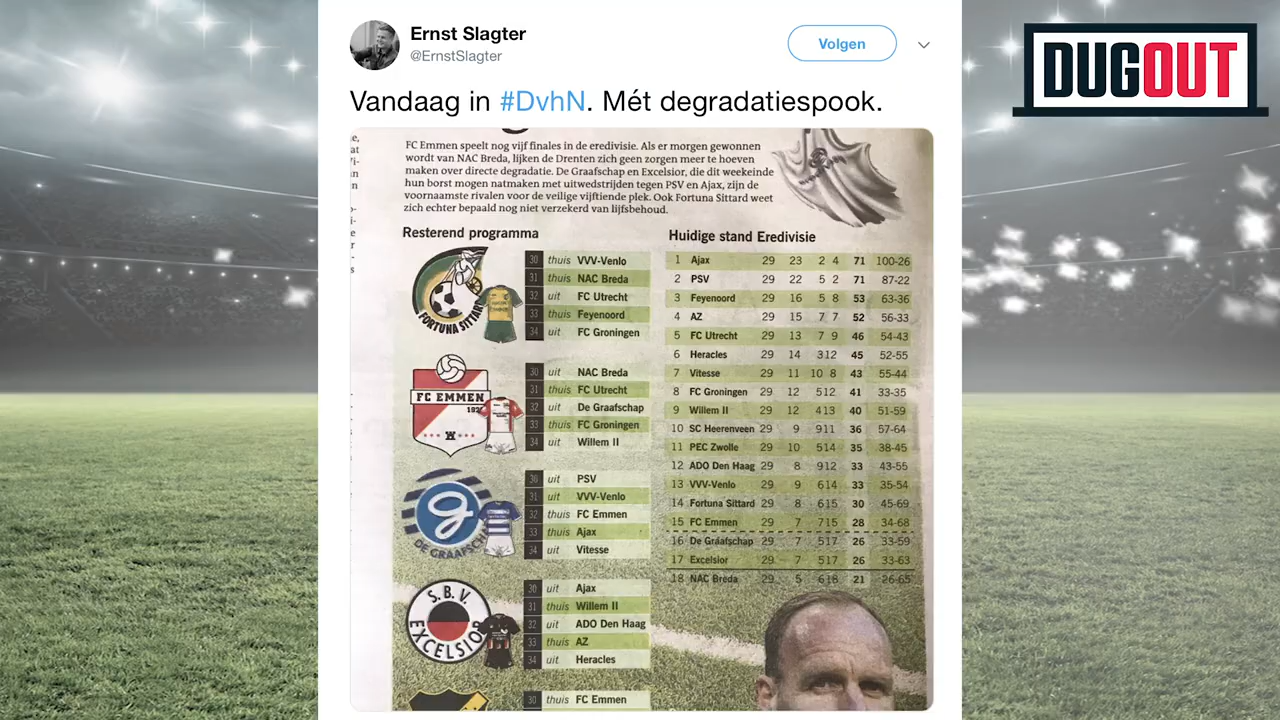 Ernst Slagter
@ErnstSlagter
Volgen
DUGOUT
Vandaag in #DvhN. Mét degradatiespook.
FC Emmen speelt nog vijf finales in de eredivisie. Als er morgen gewonnen
wordt van NAC Breda, lijken de Drenten zich geen zorgen meer te hoeven
maken over directe degradatie. De Graafschap en Excelsior, die dit weekeinde
hun borst mogen natmaken met uitwedstrijden tegen PSV en Ajax, zijn de
voornaamste rivalen voor de veilige vijftiende plek. Ook Fortuna Sittard weet
zich echter bepaald nog niet verzekerd van lijfsbehoud.
Resterend programma
FORTUNA SITTARD
30 thuis VVV-Venlo
31 thuis NAC Breda
32 uit FC Utrecht
33 thuis Feyenoord
34 uit FC Groningen
FC EMMEN
30 uit NAC Breda
31 thuis FC Utrecht
32 uit De Graafschap
33 thuis FC Groningen
34 uit Willem II
DE GRAAFSCHAP
30 uit PSV
31 uit VVV-Venlo
32 thuis FC Emmen
33 thuis Ajax
34 uit Vitesse
S.B.V.
EXCELSIOR
30 uit Ajax
31 thuis Willem II
32 uit ADO Den Haag
33 thuis AZ
34 uit Heracles
30 thuis FC Emmen
Huidige stand Eredivisie
1 Ajax 29 23 2 4 71 100-26
2 PSV 29 22 5 2 71 87-22
3 Feyenoord 29 16 5 8 53 63-36
4 AZ 29 15 7 7 52 56-33
5 FC Utrecht 29 13 7 9 46 54-43
6 Heracles 29 14 3 12 45 52-55
7 Vitesse 29 11 10 8 43 55-44
8 FC Groningen 29 12 5 12 41 33-35
9 Willem II 29 12 4 13 40 51-59
10 SC Heerenveen 29 9 9 11 36 57-64
11 PEC Zwolle 29 10 5 14 35 38-45
12 ADO Den Haag 29 8 9 12 33 43-55
13 VVV-Venlo 29 9 6 14 33 35-54
14 Fortuna Sittard 29 8 6 15 30 45-69
15 FC Emmen 29 7 7 15 28 34-68
16 De Graafschap 29 7 5 17 26 33-59
17 Excelsior 29 7 5 17 26 33-63
18 NAC Breda 29 5 6 18 21 26-65